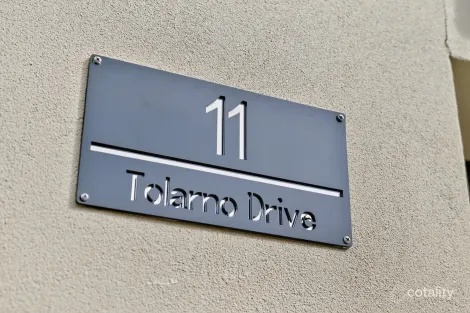 11
Tolarno Drive
cotality